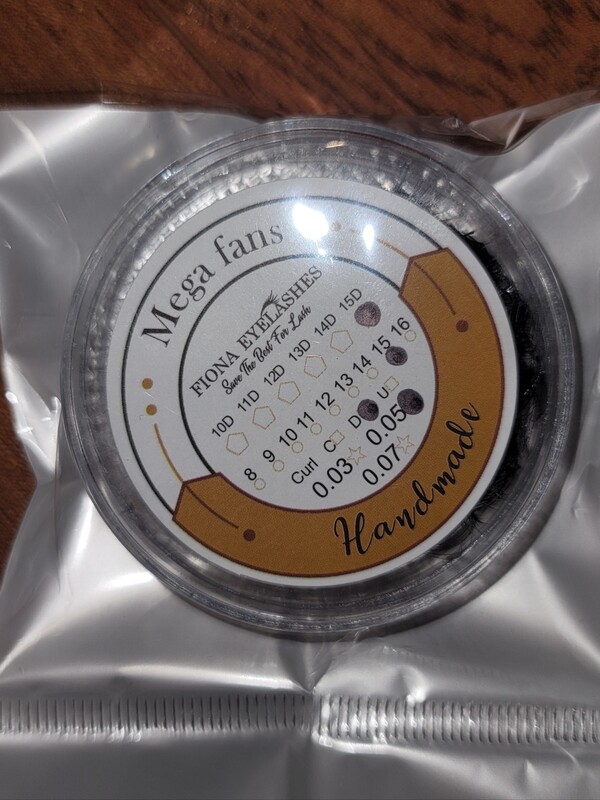 Mega fans
FIONA EYELASHES
Save The Best For Lash
10D 11D 12D 13D 14D 15D
8 9 10 11 12 13 14 15 16
Curl C D U
0.03 0.05
0.07
Handmade